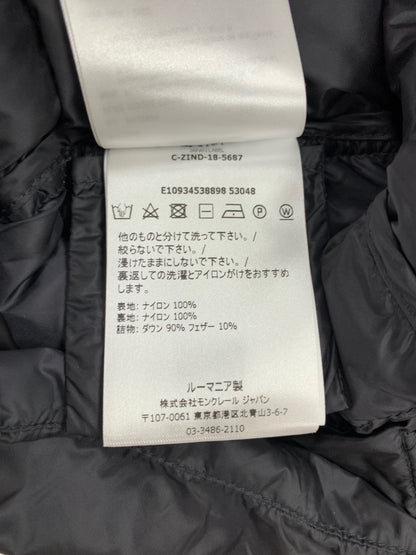 JAPAN LABEL
C-ZIND-18-5687
E10934538898 53048
P W
他のものと分けて洗って下さい。/
絞らないで下さい。/
浸けたままにしないで下さい。/
裏返しての洗濯とアイロンがけをおすすめ
します。
表地: ナイロン 100%
裏地: ナイロン 100%
詰物: ダウン 90% フェザー 10%
ルーマニア製
株式会社モンクレール ジャパン
〒107-0061 東京都港区北青山3-6-7
03-3486-2110